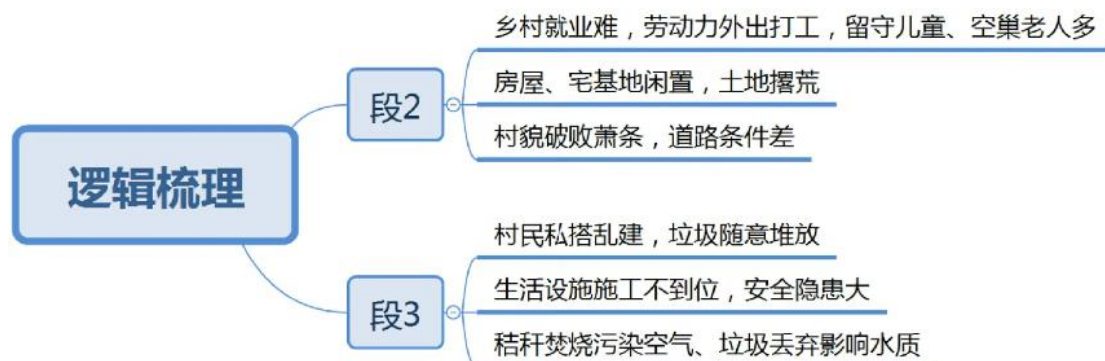 逻辑梳理
段2
乡村就业难，劳动力外出打工，留守儿童、空巢老人多
房屋、宅基地闲置，土地撂荒
村貌破败萧条，道路条件差
段3
村民私搭乱建，垃圾随意堆放
生活设施施工不到位，安全隐患大
秸秆焚烧污染空气、垃圾丢弃影响水质